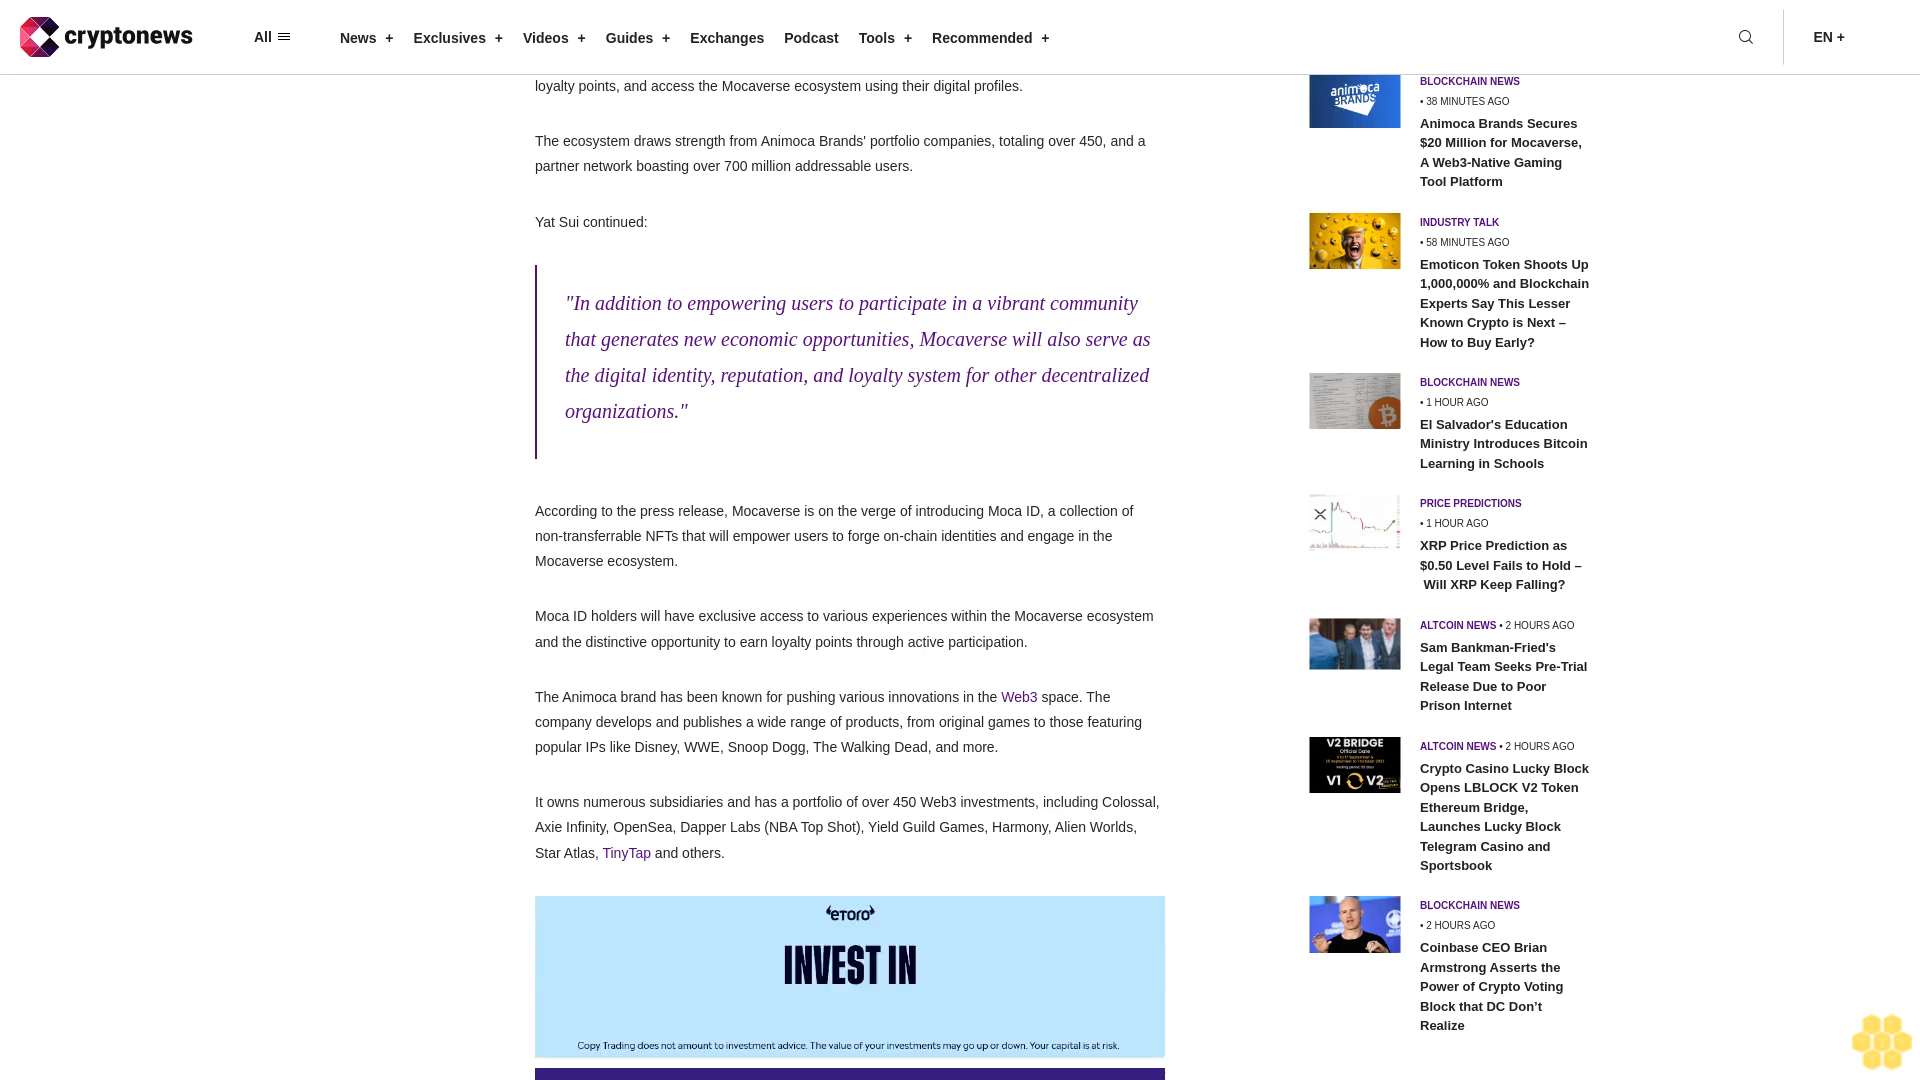 cryptonews
All
News +
Exclusives +
Videos +
Guides +
Exchanges
Podcast
Tools +
Recommended +
EN +
loyalty points, and access the Mocaverse ecosystem using their digital profiles.
The ecosystem draws strength from Animoca Brands' portfolio companies, totaling over 450, and a
partner network boasting over 700 million addressable users.
Yat Sui continued:
"In addition to empowering users to participate in a vibrant community
that generates new economic opportunities, Mocaverse will also serve as
the digital identity, reputation, and loyalty system for other decentralized
organizations."
According to the press release, Mocaverse is on the verge of introducing Moca ID, a collection of
non-transferrable NFTs that will empower users to forge on-chain identities and engage in the
Mocaverse ecosystem.
Moca ID holders will have exclusive access to various experiences within the Mocaverse ecosystem
and the distinctive opportunity to earn loyalty points through active participation.
The Animoca brand has been known for pushing various innovations in the Web3 space. The
company develops and publishes a wide range of products, from original games to those featuring
popular IPs like Disney, WWE, Snoop Dogg, The Walking Dead, and more.
It owns numerous subsidiaries and has a portfolio of over 450 Web3 investments, including Colossal,
Axie Infinity, OpenSea, Dapper Labs (NBA Top Shot), Yield Guild Games, Harmony, Alien Worlds,
Star Atlas, TinyTap and others.
eToro
INVEST IN
Copy Trading does not amount to investment advice. The value of your investments may go up or down. Your capital is at risk.
animoca
BRANDS
BLOCKCHAIN NEWS
• 38 MINUTES AGO
Animoca Brands Secures
$20 Million for Mocaverse,
A Web3-Native Gaming
Tool Platform
INDUSTRY TALK
• 58 MINUTES AGO
Emoticon Token Shoots Up
1,000,000% and Blockchain
Experts Say This Lesser
Known Crypto is Next –
How to Buy Early?
BLOCKCHAIN NEWS
• 1 HOUR AGO
El Salvador's Education
Ministry Introduces Bitcoin
Learning in Schools
PRICE PREDICTIONS
• 1 HOUR AGO
XRP Price Prediction as
$0.50 Level Fails to Hold –
Will XRP Keep Falling?
ALTCOIN NEWS • 2 HOURS AGO
Sam Bankman-Fried's
Legal Team Seeks Pre-Trial
Release Due to Poor
Prison Internet
V2 BRIDGE
Official Date
V1 V2
ALTCOIN NEWS • 2 HOURS AGO
Crypto Casino Lucky Block
Opens LBLOCK V2 Token
Ethereum Bridge,
Launches Lucky Block
Telegram Casino and
Sportsbook
BLOCKCHAIN NEWS
• 2 HOURS AGO
Coinbase CEO Brian
Armstrong Asserts the
Power of Crypto Voting
Block that DC Don’t
Realize